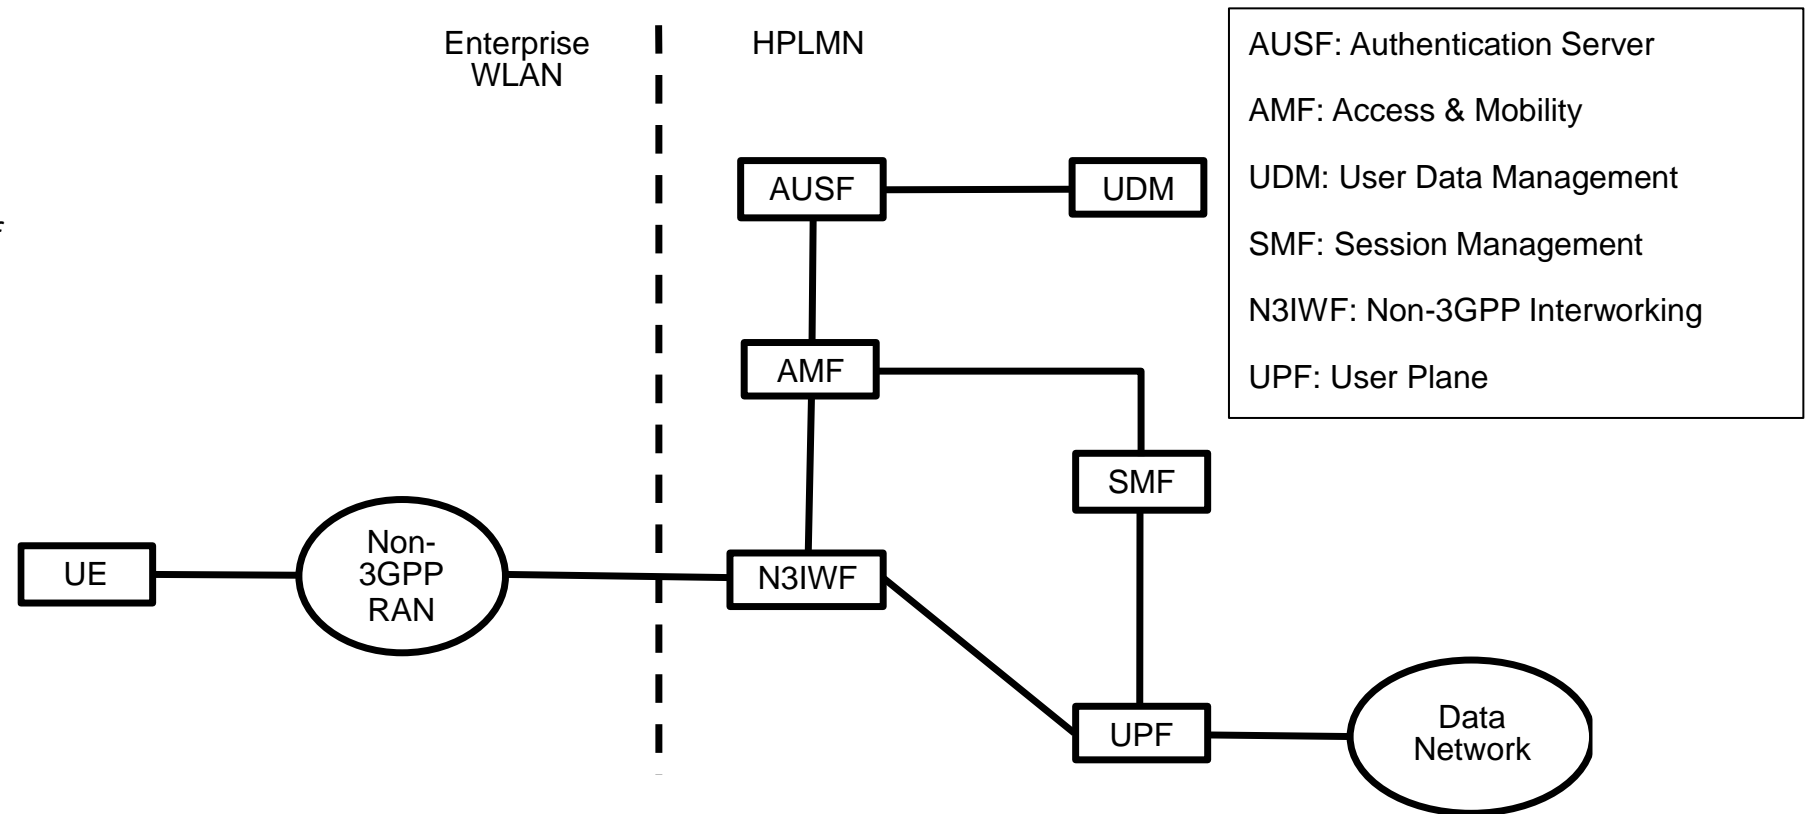 Enterprise
WLAN
HPLMN
AUSF: Authentication Server
AMF: Access & Mobility
UDM: User Data Management
SMF: Session Management
N3IWF: Non-3GPP Interworking
UPF: User Plane
AUSF
UDM
AMF
SMF
UE
Non-
3GPP
RAN
N3IWF
UPF
Data
Network